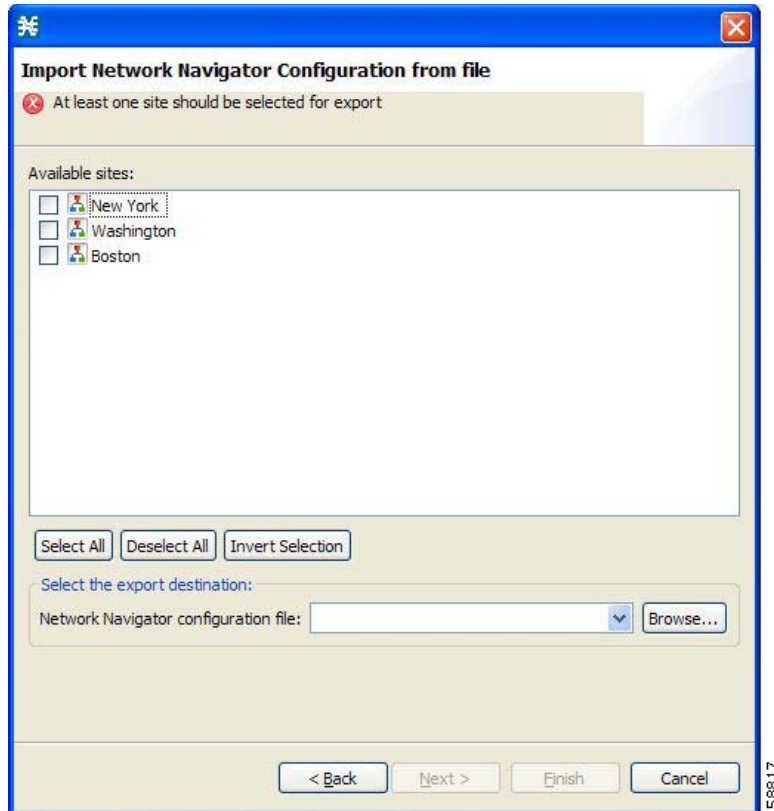 Import Network Navigator Configuration from file
At least one site should be selected for export
Available sites:
New York
Washington
Boston
Select All Deselect All Invert Selection
Select the export destination:
Network Navigator configuration file: Browse...
< Back Next > Finish Cancel